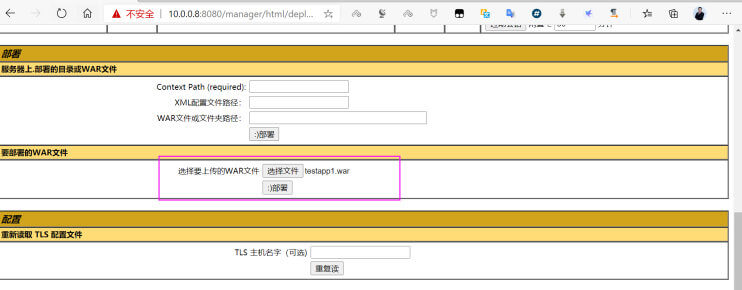 不安全 10.0.0.8:8080/manager/html/depl...
部署
服务器上.部署的目录或WAR文件
Context Path (required):
XML配置文件路径：
WAR文件或文件夹路径：
:)部署
要部署的WAR文件
选择要上传的WAR文件 选择文件 testapp1.war
:)部署
配置
重新读取 TLS 配置文件
TLS 主机名字 (可选)
重复读